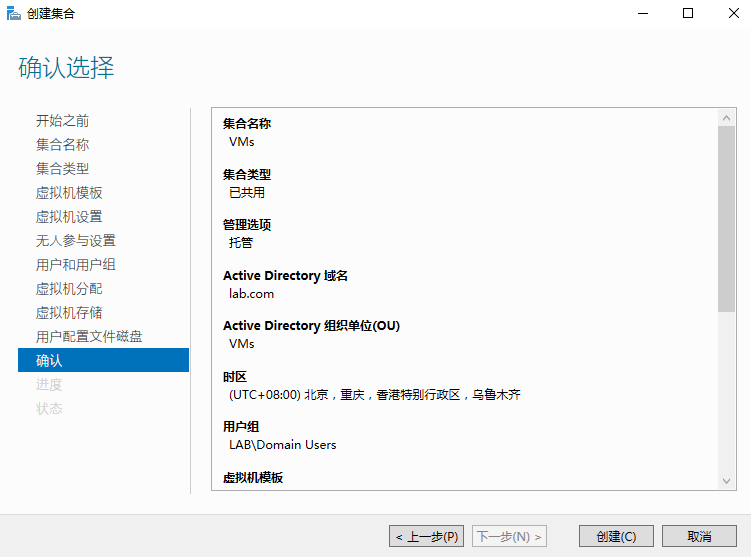 创建集合
确认选择
开始之前
集合名称
集合类型
虚拟机模板
虚拟机设置
无人参与设置
用户和用户组
虚拟机分配
虚拟机存储
用户配置文件磁盘
确认
进度
状态
集合名称
VMs
集合类型
已共用
管理选项
托管
Active Directory 域名
lab.com
Active Directory 组织单位(OU)
VMs
时区
(UTC+08:00) 北京，重庆，香港特别行政区，乌鲁木齐
用户组
LAB\Domain Users
虚拟机模板
< 上一步(P)
下一步(N) >
创建(C)
取消